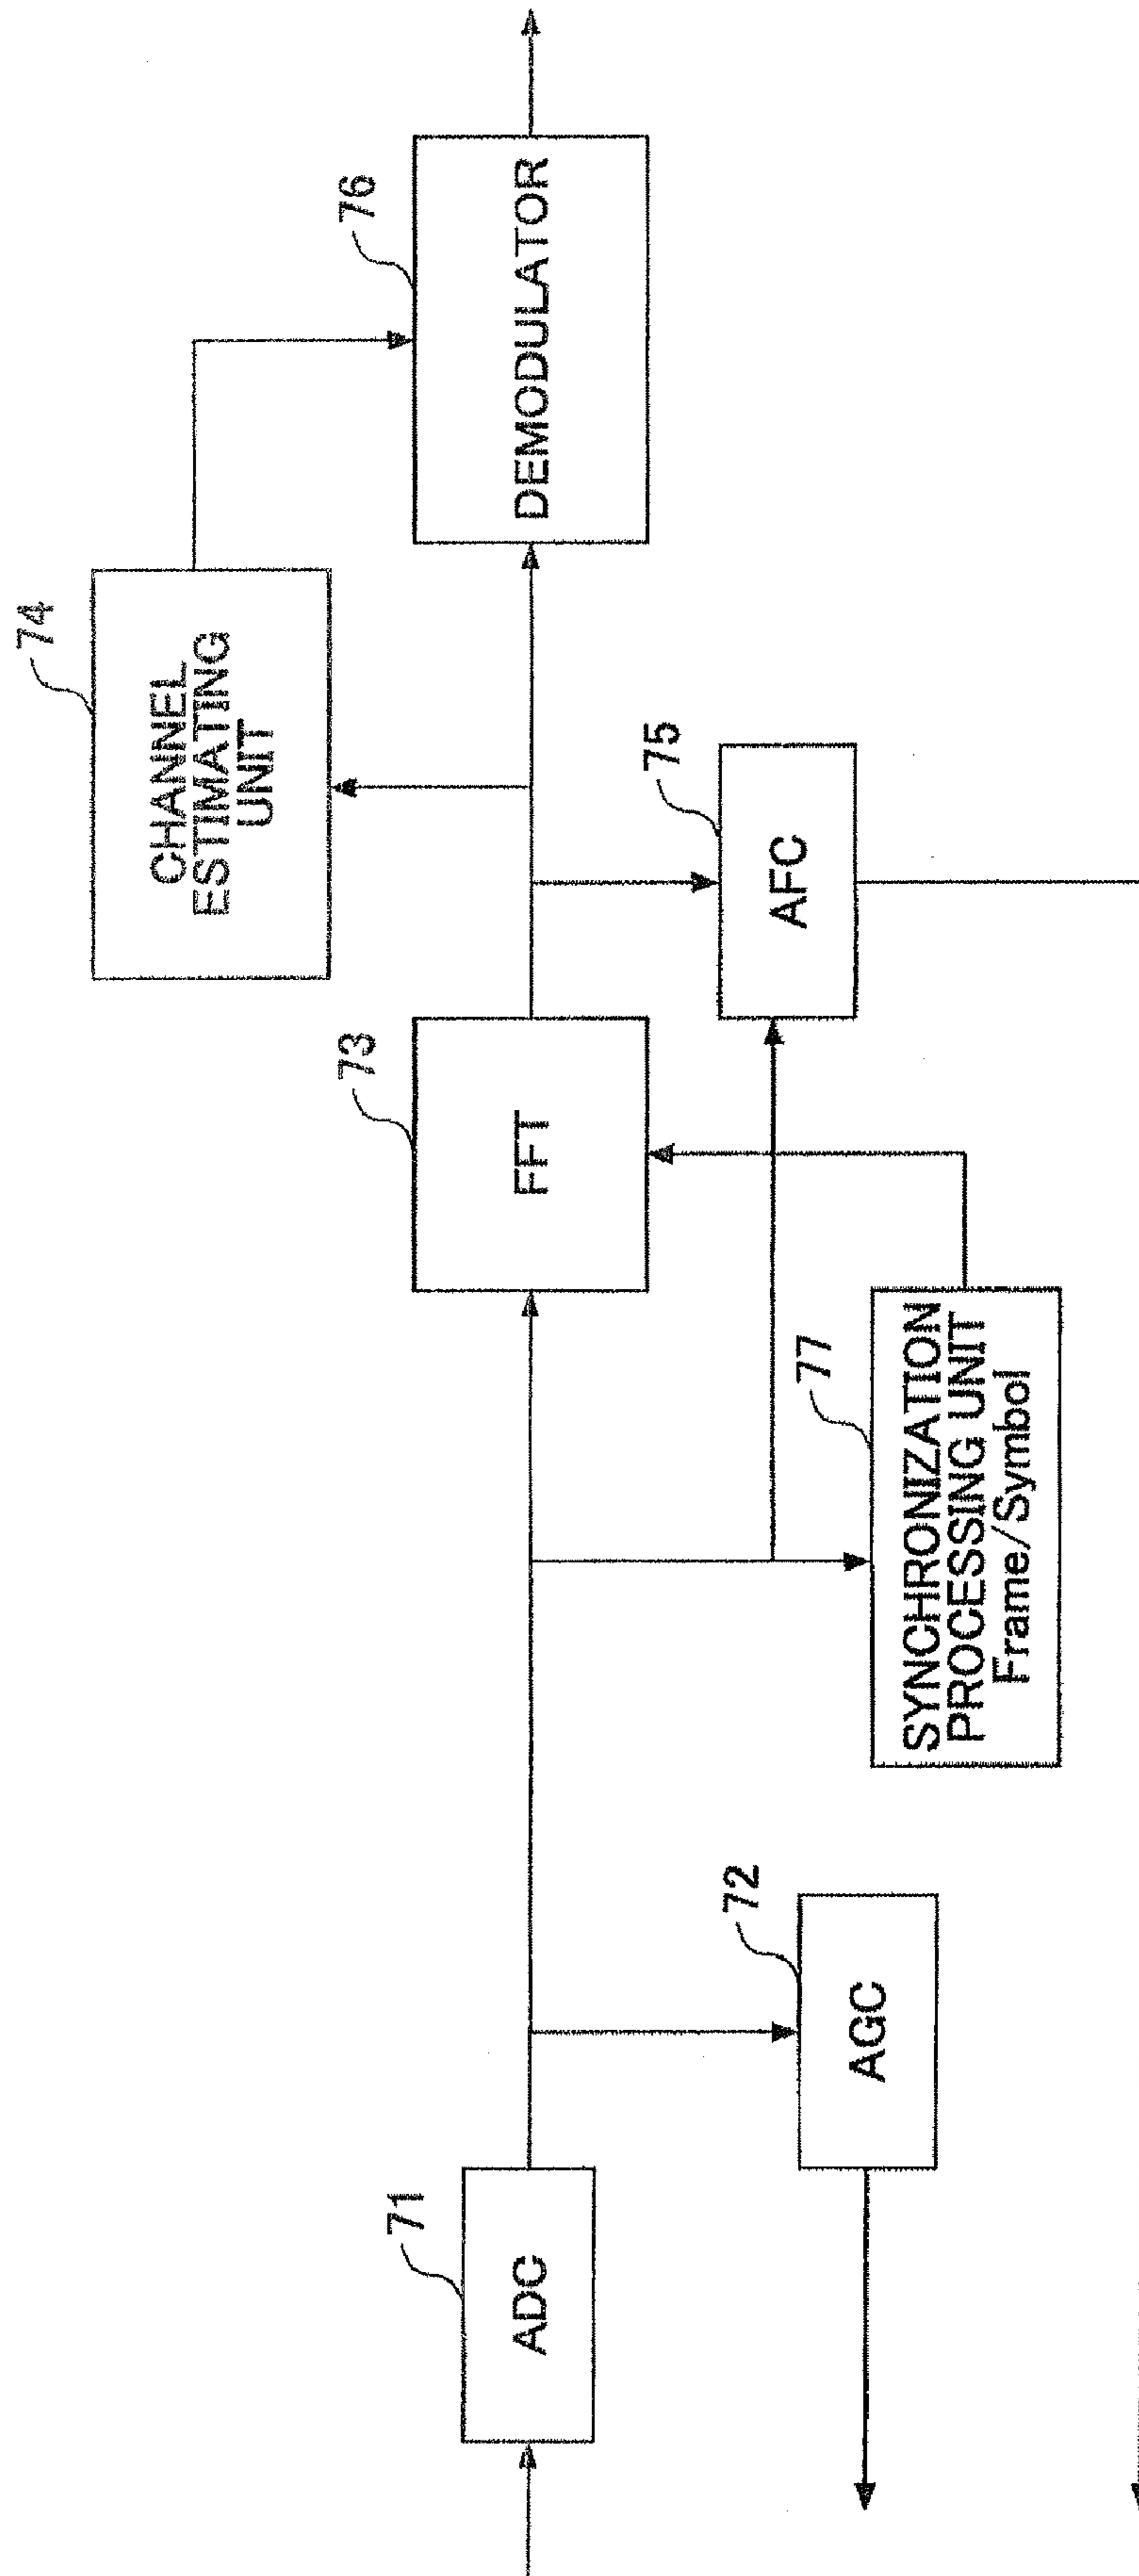 74
CHANNEL
ESTIMATING
UNIT
71
ADC
73
FFT
76
DEMODULATOR
72
AGC
77
SYNCHRONIZATION
PROCESSING UNIT
Frame/Symbol
75
AFC